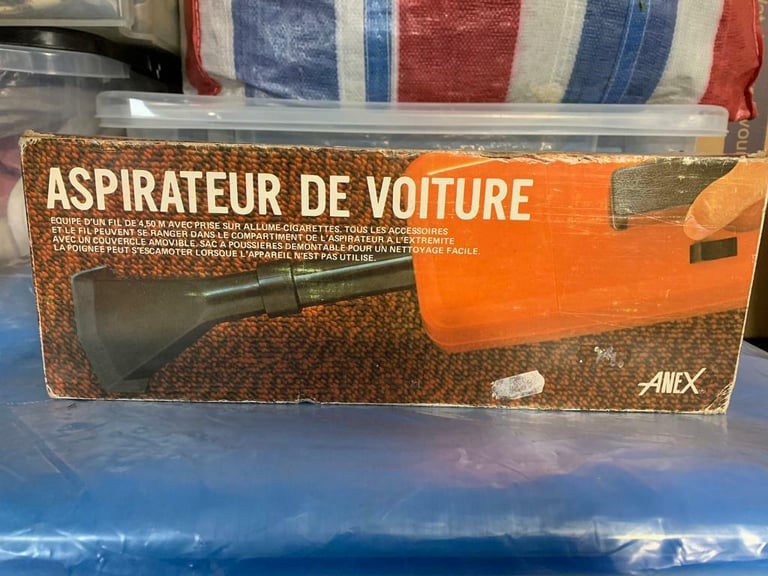 ASPIRATEUR DE VOITURE
EQUIPE D'UN FIL DE 4,50 M AVEC PRISE SUR ALLUME-CIGARETTES. TOUS LES ACCESSOIRES
ET LE FIL PEUVENT SE RANGER DANS LE COMPARTIMENT DE L'ASPIRATEUR A L'EXTREMITE
AVEC UN COUVERCLE AMOVIBLE. SAC A POUSSIERES DEMONTABLE POUR UN NETTOYAGE FACILE.
LA POIGNEE PEUT S'ESCAMOTER LORSQUE L'APPAREIL N'EST PAS UTILISE.
ANEX